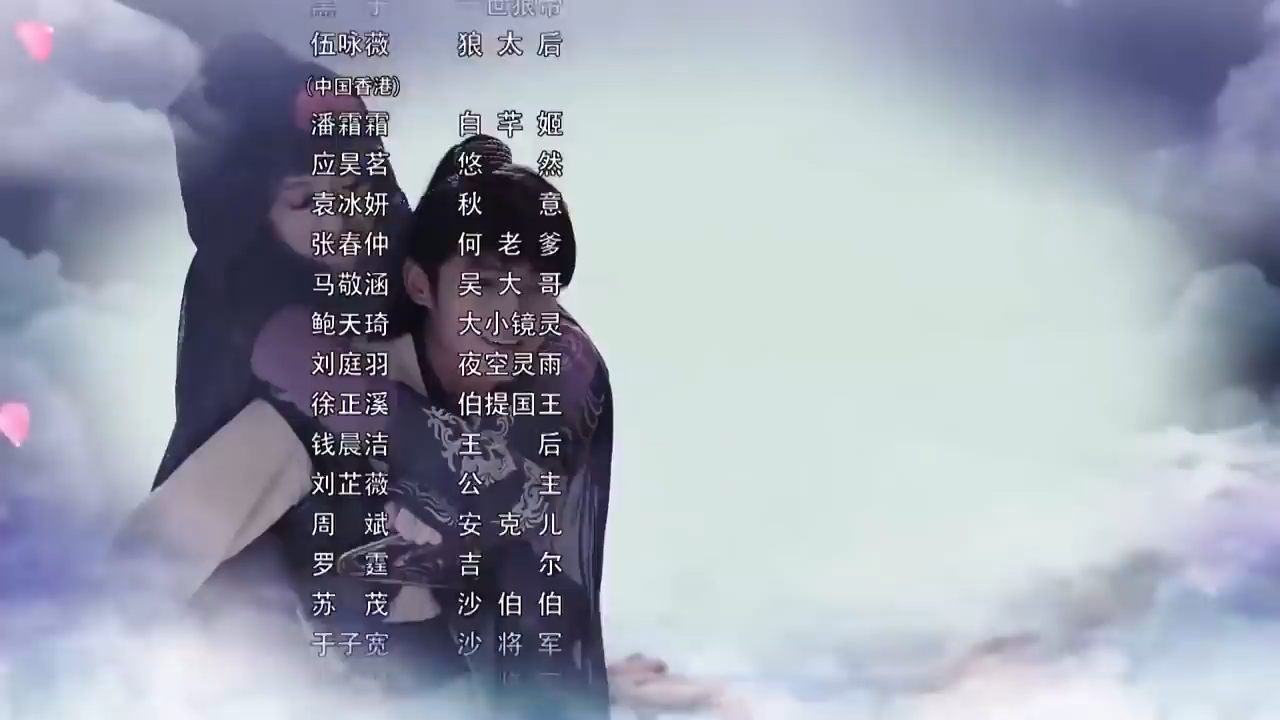 伍咏薇 狼太后
（中国香港）
潘霜霜 白芊姬
应昊茗 悠然
袁冰妍 秋意
张春仲 何老爹
马敬涵 吴大哥
鲍天琦 大小镜灵
刘庭羽 夜空灵雨
徐正溪 伯提国王
钱晨洁 王后
刘芷薇 公主
周斌 安克儿
罗霆 吉尔
苏茂 沙伯伯
于子宽 沙将军